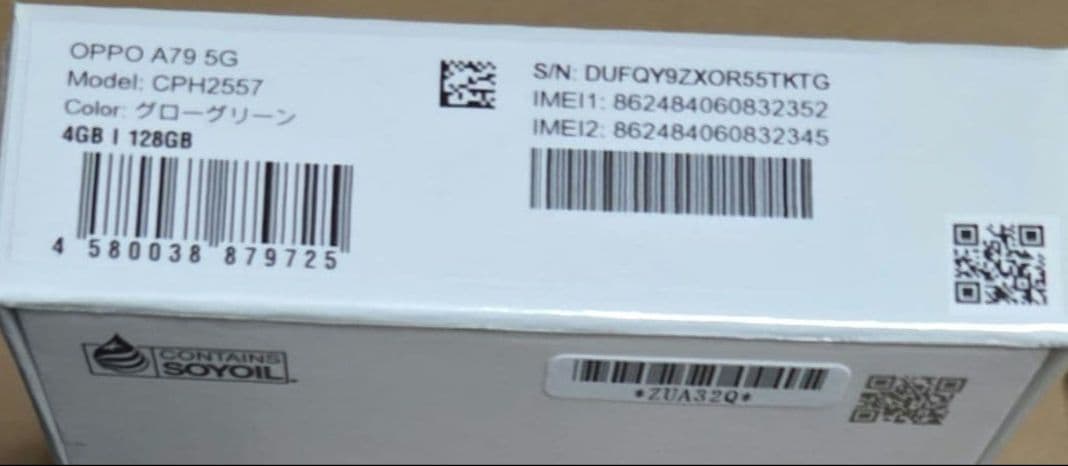 OPPO A79 5G
Model: CPH2557
Color: グローグリーン
4GB | 128GB
4 580038 879725
S/N: DUFQY9ZXOR55TKTG
IMEI1: 862484060832352
IMEI2: 862484060832345
CONTAINS
SOYOIL
*ZUA32Q*